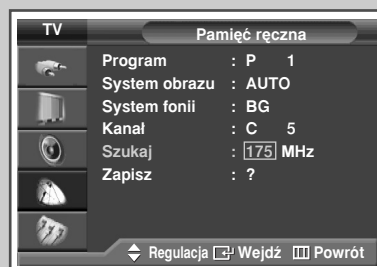 TV
Pamięć ręczna
Program : P 1
System obrazu : AUTO
System fonii : BG
Kanał : C 5
Szukaj : 175 MHz
Zapisz : ?
Regulacja Wejdź Powrót